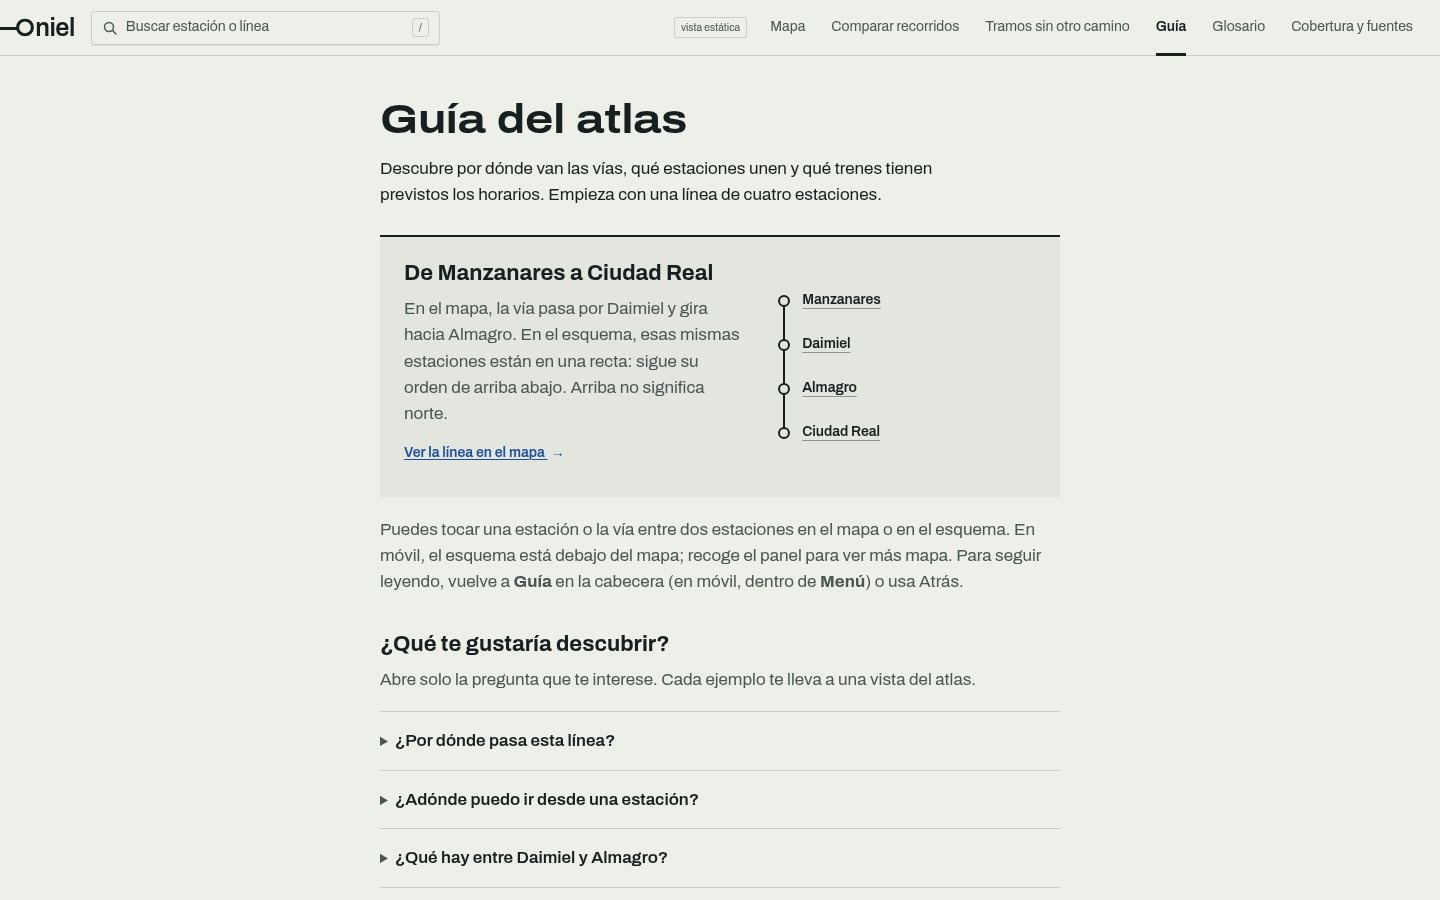 Oniel
Buscar estación o línea
/
vista estática
Mapa
Comparar recorridos
Tramos sin otro camino
Guía
Glosario
Cobertura y fuentes
Guía del atlas
Descubre por dónde van las vías, qué estaciones unen y qué trenes tienen
previstos los horarios. Empieza con una línea de cuatro estaciones.
De Manzanares a Ciudad Real
En el mapa, la vía pasa por Daimiel y gira
hacia Almagro. En el esquema, esas mismas
estaciones están en una recta: sigue su
orden de arriba abajo. Arriba no significa
norte.
Ver la línea en el mapa →
Manzanares
Daimiel
Almagro
Ciudad Real
Puedes tocar una estación o la vía entre dos estaciones en el mapa o en el esquema. En
móvil, el esquema está debajo del mapa; recoge el panel para ver más mapa. Para seguir
leyendo, vuelve a Guía en la cabecera (en móvil, dentro de Menú) o usa Atrás.
¿Qué te gustaría descubrir?
Abre solo la pregunta que te interese. Cada ejemplo te lleva a una vista del atlas.
¿Por dónde pasa esta línea?
¿Adónde puedo ir desde una estación?
¿Qué hay entre Daimiel y Almagro?